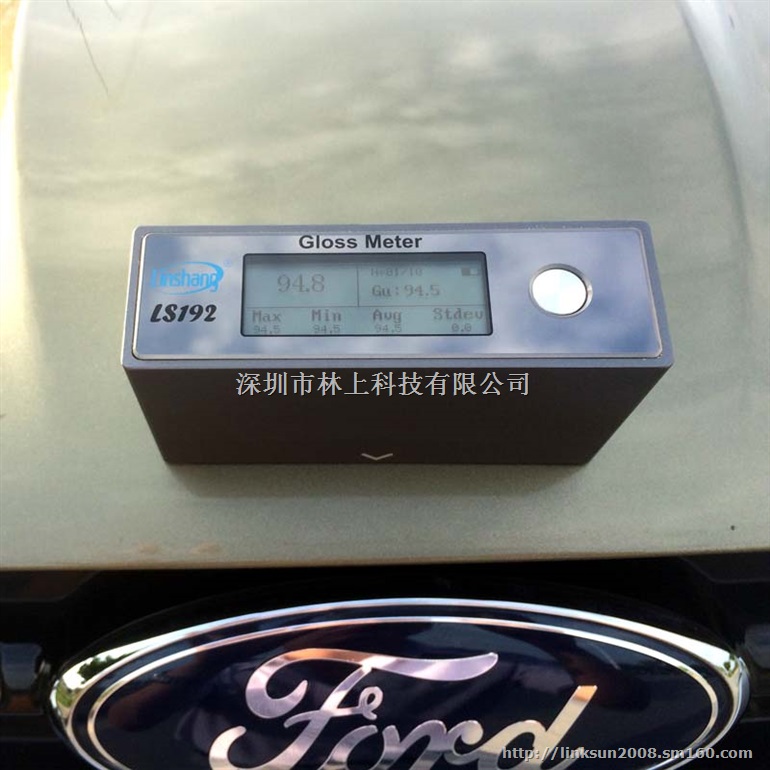 Gloss Meter
Linshang
LS192
94.8
N=01/10
Gu:94.5
Max Min Avg Stdev
94.5 94.5 94.5 0.0
深圳市林上科技有限公司
Ford
http://linksun2008.sm160.com